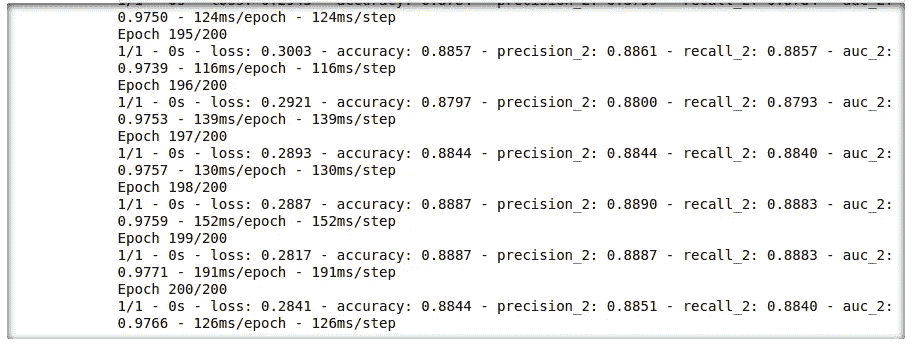 0.9750 - 124ms/epoch - 124ms/step
Epoch 195/200
1/1 - 0s - loss: 0.3003 - accuracy: 0.8857 - precision_2: 0.8861 - recall_2: 0.8857 - auc_2:
0.9739 - 116ms/epoch - 116ms/step
Epoch 196/200
1/1 - 0s - loss: 0.2921 - accuracy: 0.8797 - precision_2: 0.8800 - recall_2: 0.8793 - auc_2:
0.9753 - 139ms/epoch - 139ms/step
Epoch 197/200
1/1 - 0s - loss: 0.2893 - accuracy: 0.8844 - precision_2: 0.8844 - recall_2: 0.8840 - auc_2:
0.9757 - 130ms/epoch - 130ms/step
Epoch 198/200
1/1 - 0s - loss: 0.2887 - accuracy: 0.8887 - precision_2: 0.8890 - recall_2: 0.8883 - auc_2:
0.9759 - 152ms/epoch - 152ms/step
Epoch 199/200
1/1 - 0s - loss: 0.2817 - accuracy: 0.8887 - precision_2: 0.8887 - recall_2: 0.8883 - auc_2:
0.9771 - 191ms/epoch - 191ms/step
Epoch 200/200
1/1 - 0s - loss: 0.2841 - accuracy: 0.8844 - precision_2: 0.8851 - recall_2: 0.8840 - auc_2:
0.9766 - 126ms/epoch - 126ms/step